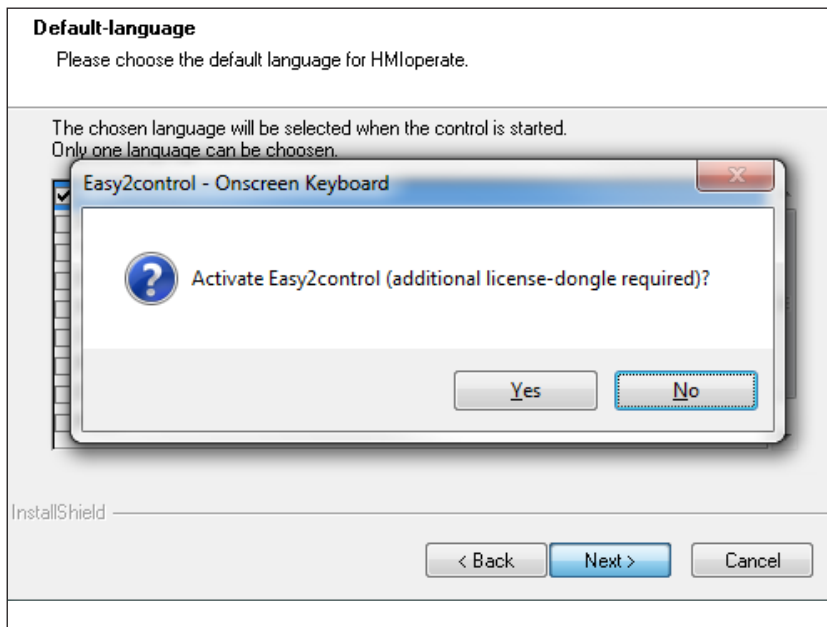 Default-language
Please choose the default language for HMIoperate.
The chosen language will be selected when the control is started.
Only one language can be choosen.
Easy2control - Onscreen Keyboard
Activate Easy2control (additional license-dongle required)?
Yes
No
InstallShield
< Back
Next >
Cancel